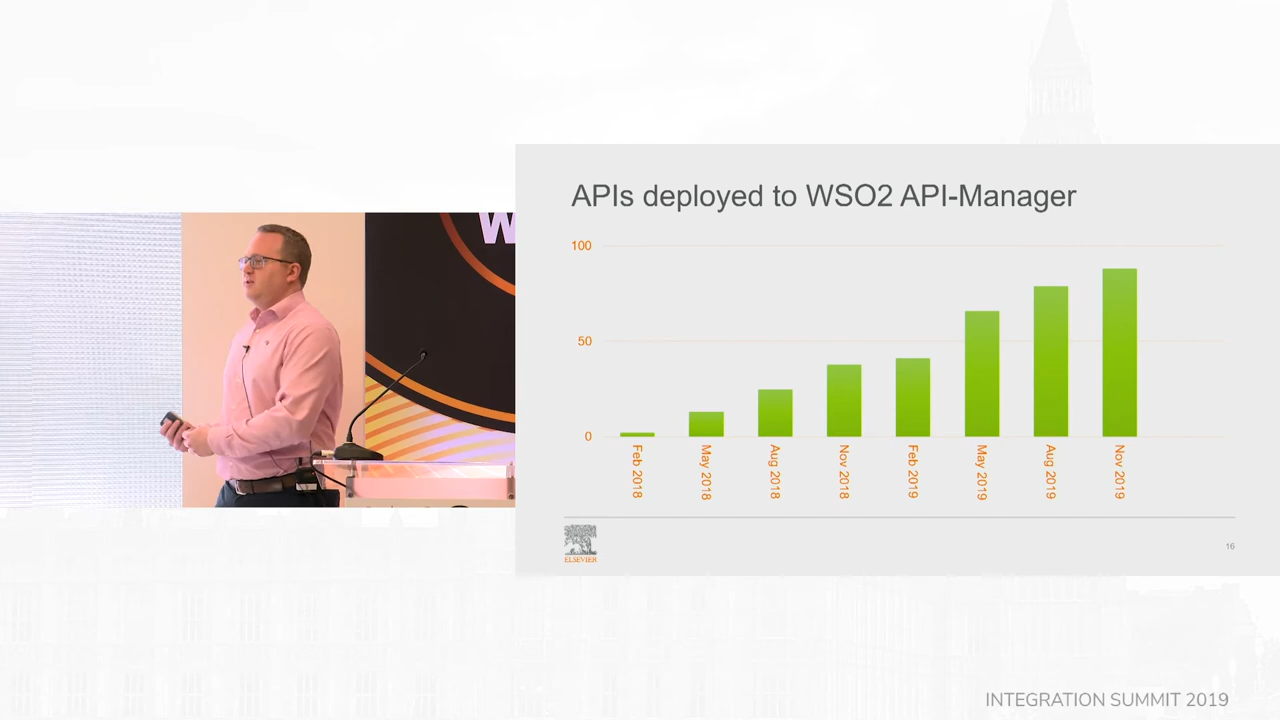 W
APIs deployed to WSO2 API-Manager
100
50
0
Feb 2018
May 2018
Aug 2018
Nov 2018
Feb 2019
May 2019
Aug 2019
Nov 2019
ELSEVIER
16
INTEGRATION SUMMIT 2019